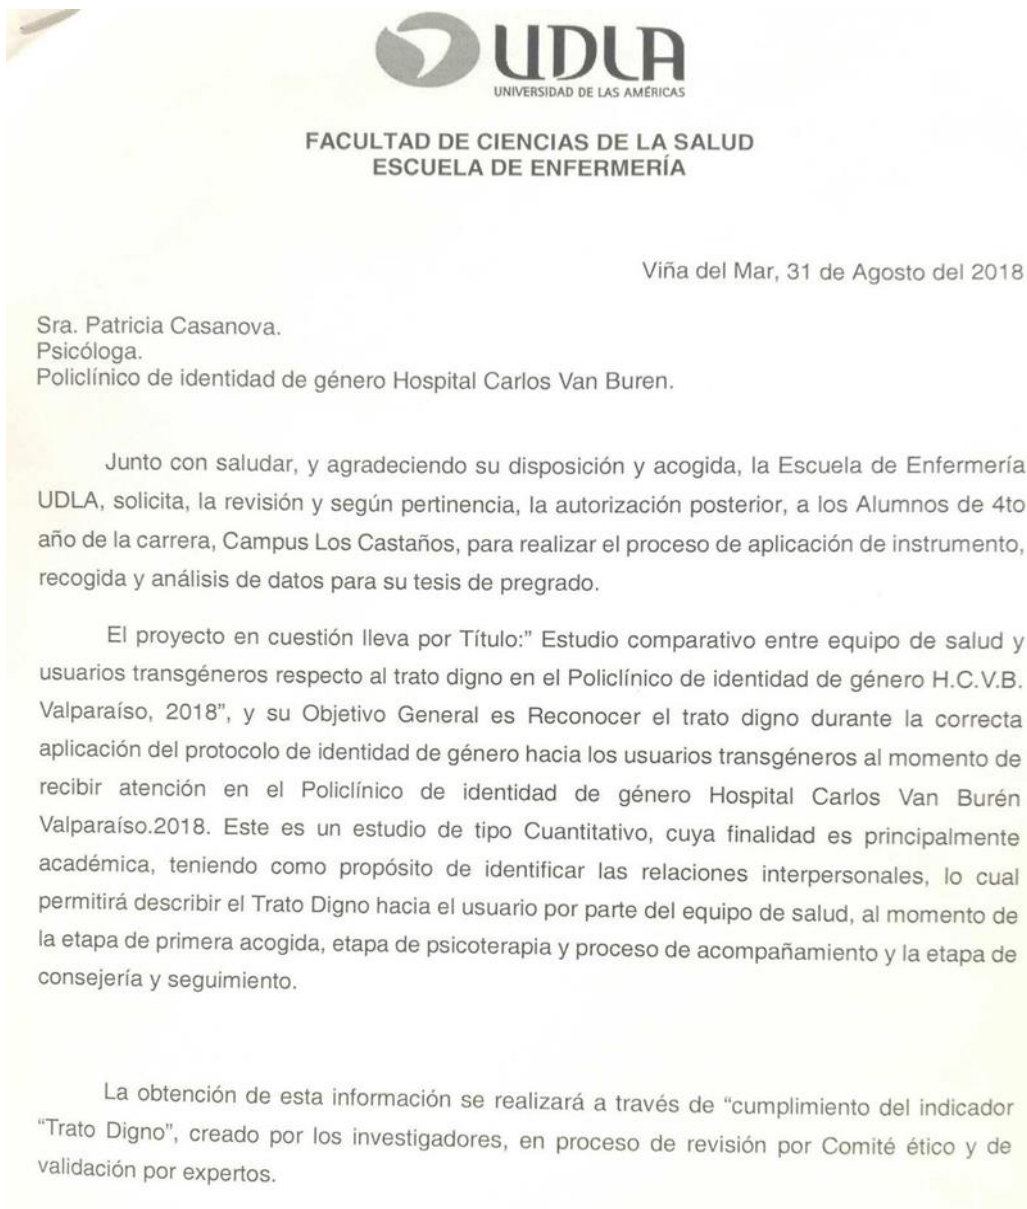 UDLA
UNIVERSIDAD DE LAS AMÉRICAS
FACULTAD DE CIENCIAS DE LA SALUD
ESCUELA DE ENFERMERÍA
Viña del Mar, 31 de Agosto del 2018
Sra. Patricia Casanova.
Psicóloga.
Policlínico de identidad de género Hospital Carlos Van Buren.
Junto con saludar, y agradeciendo su disposición y acogida, la Escuela de Enfermería
UDLA, solicita, la revisión y según pertinencia, la autorización posterior, a los Alumnos de 4to
año de la carrera, Campus Los Castaños, para realizar el proceso de aplicación de instrumento,
recogida y análisis de datos para su tesis de pregrado.
El proyecto en cuestión lleva por Título:” Estudio comparativo entre equipo de salud y
usuarios transgéneros respecto al trato digno en el Policlínico de identidad de género H.C.V.B.
Valparaíso, 2018”, y su Objetivo General es Reconocer el trato digno durante la correcta
aplicación del protocolo de identidad de género hacia los usuarios transgéneros al momento de
recibir atención en el Policlínico de identidad de género Hospital Carlos Van Burén
Valparaíso.2018. Este es un estudio de tipo Cuantitativo, cuya finalidad es principalmente
académica, teniendo como propósito de identificar las relaciones interpersonales, lo cual
permitirá describir el Trato Digno hacia el usuario por parte del equipo de salud, al momento de
la etapa de primera acogida, etapa de psicoterapia y proceso de acompañamiento y la etapa de
consejería y seguimiento.
La obtención de esta información se realizará a través de “cumplimiento del indicador
“Trato Digno”, creado por los investigadores, en proceso de revisión por Comité ético y de
validación por expertos.